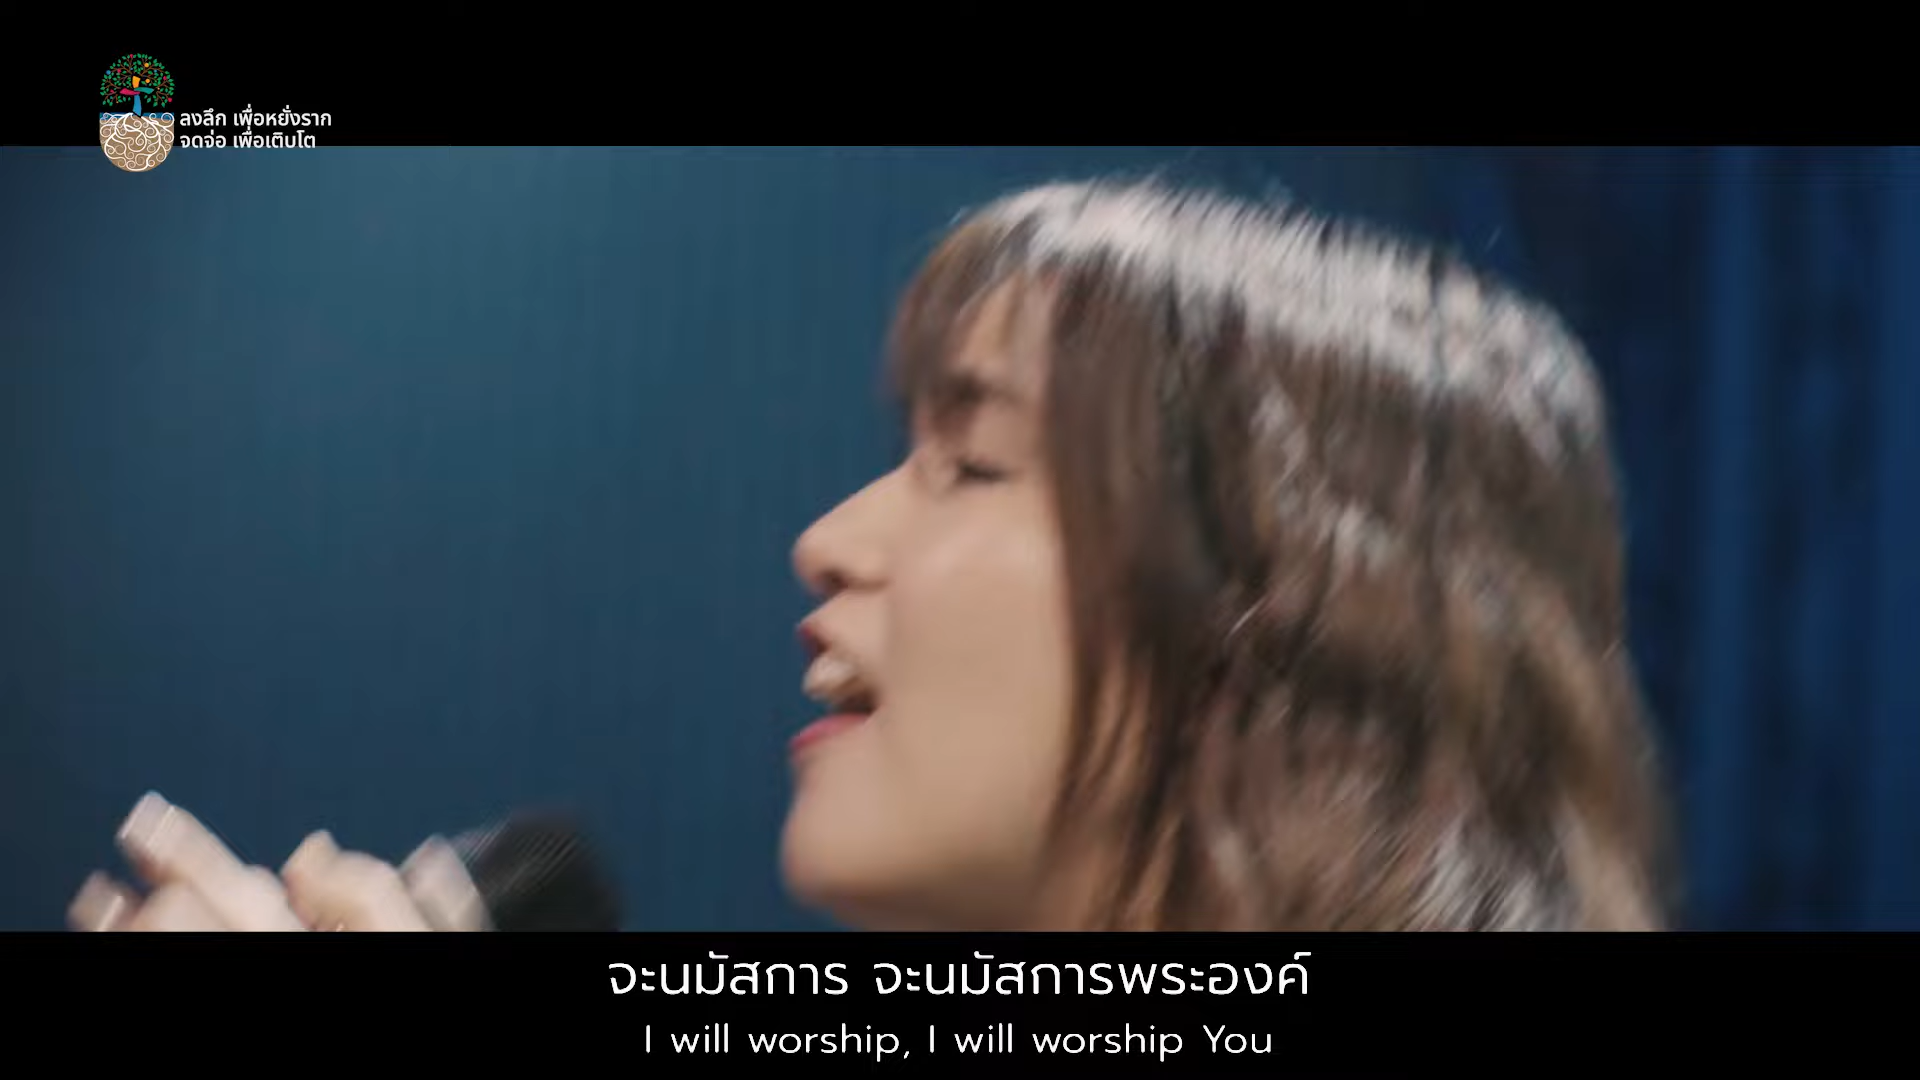 ลงลึก เพื่อหยั่งราก
จดจ่อ เพื่อเติบโต
จะนมัสการ จะนมัสการพระองค์
I will worship, I will worship You